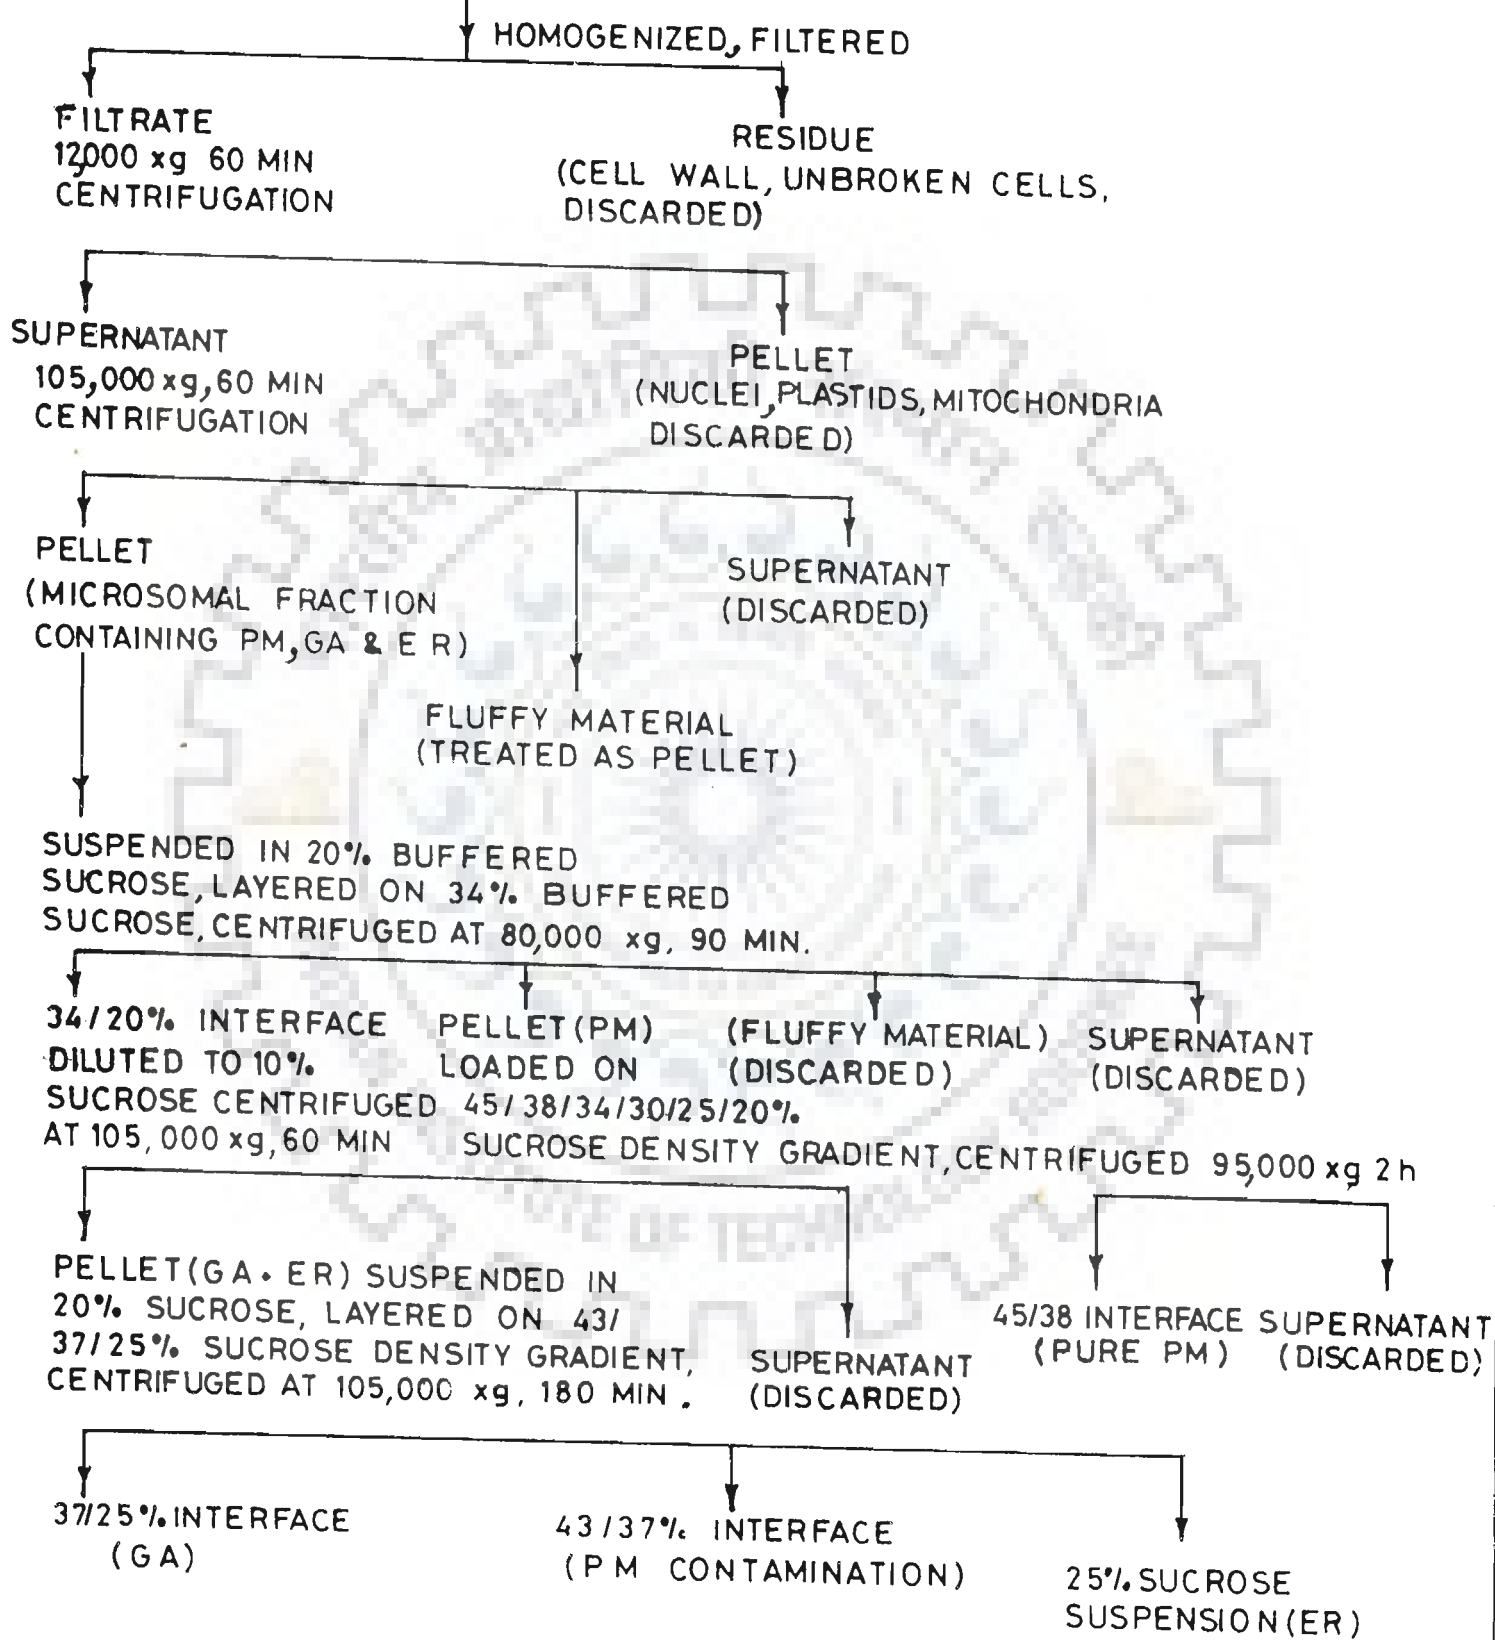 HOMOGENIZED, FILTERED
FILTRATE
12,000 xg 60 MIN
CENTRIFUGATION
RESIDUE
(CELL WALL, UNBROKEN CELLS,
DISCARDED)
SUPERNATANT
105,000 xg, 60 MIN
CENTRIFUGATION
PELLET
(NUCLEI, PLASTIDS, MITOCHONDRIA
DISCARDED)
PELLET
(MICROSOMAL FRACTION
CONTAINING PM, GA & E R)
SUPERNATANT
(DISCARDED)
FLUFFY MATERIAL
(TREATED AS PELLET)
SUSPENDED IN 20% BUFFERED
SUCROSE, LAYERED ON 34% BUFFERED
SUCROSE, CENTRIFUGED AT 80,000 xg, 90 MIN.
34/20% INTERFACE
DILUTED TO 10%
SUCROSE CENTRIFUGED
AT 105,000 xg, 60 MIN
PELLET (PM)
LOADED ON
45/38/34/30/25/20%
SUCROSE DENSITY GRADIENT, CENTRIFUGED 95,000 xg 2 h
(FLUFFY MATERIAL)
(DISCARDED)
SUPERNATANT
(DISCARDED)
PELLET (GA • ER) SUSPENDED IN
20% SUCROSE, LAYERED ON 43/
37/25% SUCROSE DENSITY GRADIENT,
CENTRIFUGED AT 105,000 xg, 180 MIN.
SUPERNATANT
(DISCARDED)
45/38 INTERFACE
(PURE PM)
SUPERNATANT
(DISCARDED)
37/25% INTERFACE
(GA)
43/37% INTERFACE
(PM CONTAMINATION)
25% SUCROSE
SUSPENSION (ER)
OF TECHNOLOGY